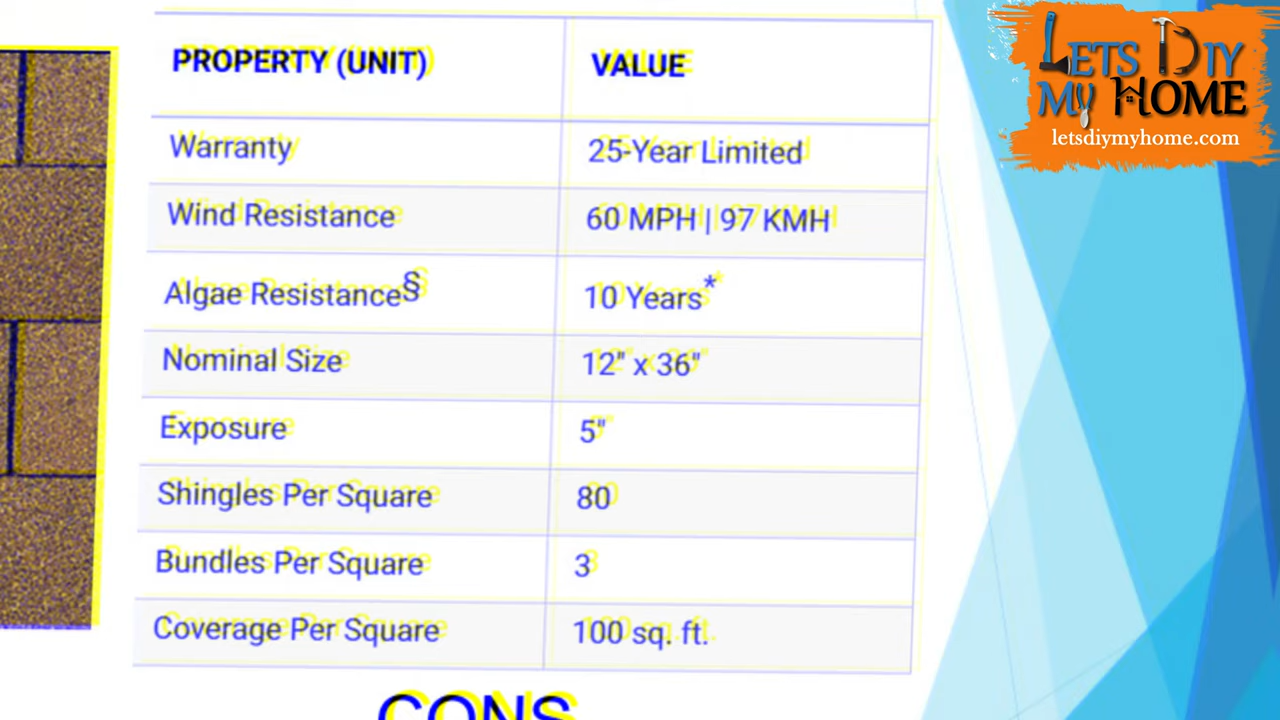 LETS DIY
MY HOME
letsdiymyhome.com
PROPERTY (UNIT) VALUE
Warranty 25-Year Limited
Wind Resistance 60 MPH | 97 KMH
Algae Resistance§ 10 Years*
Nominal Size 12" x 36"
Exposure 5"
Shingles Per Square 80
Bundles Per Square 3
Coverage Per Square 100 sq. ft.
CONS